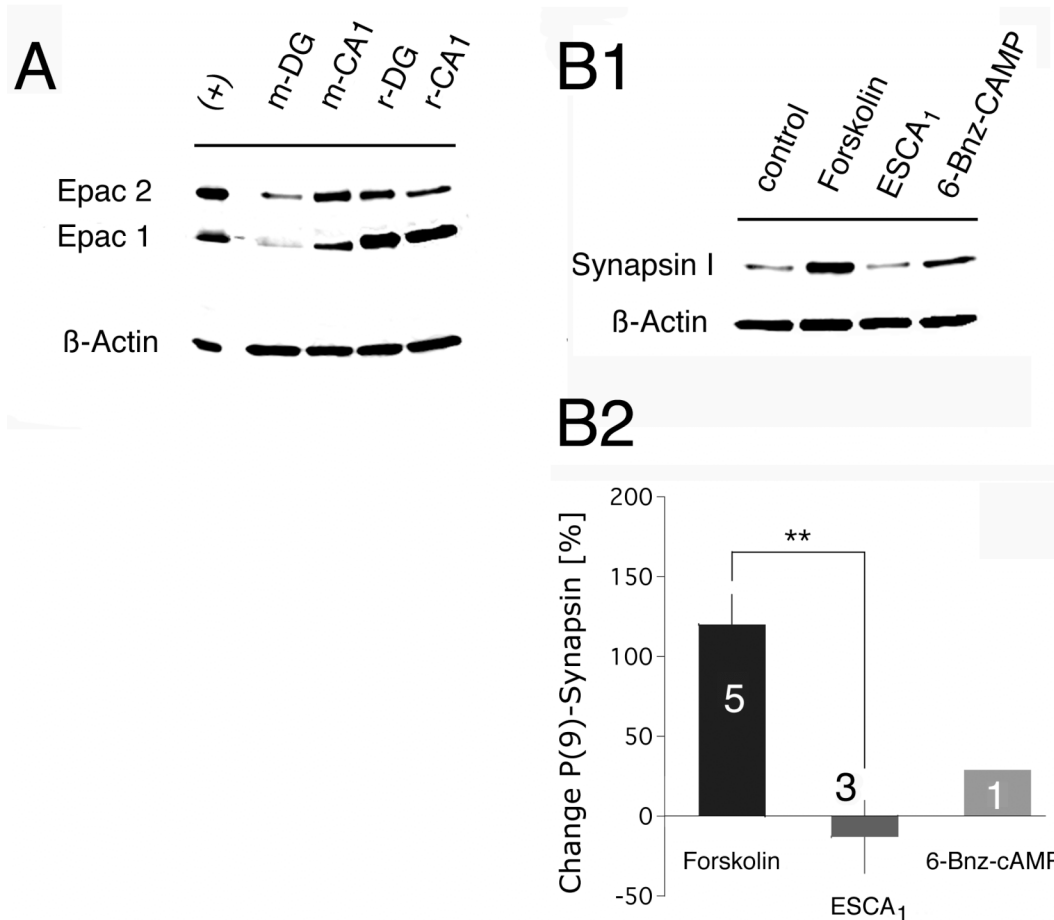 A
(+)
m-DG
m-CA1
r-DG
r-CA1
Epac 2
Epac 1
ß-Actin
B1
control
Forskolin
ESCA₁
6-Bnz-CAMP
Synapsin I
ß-Actin
B2
Change P(9)-Synapsin [%]
200
150
100
50
0
-50
**
5
3
1
Forskolin
ESCA₁
6-Bnz-cAMP